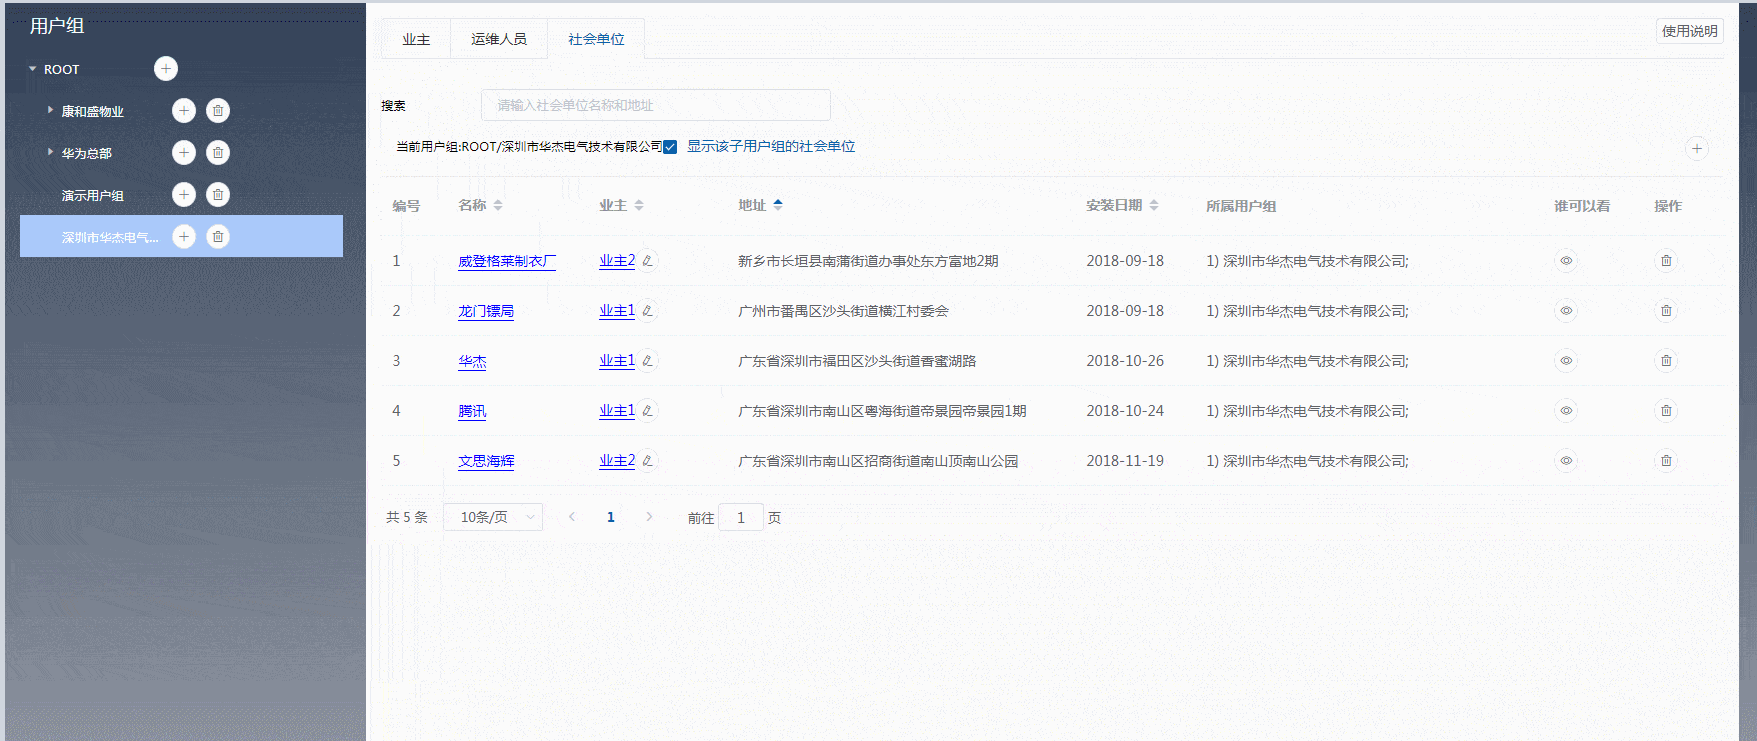 用户组
ROOT
康和盛物业
华为总部
演示用户组
深圳市华杰电气...
业主 运维人员 社会单位
使用说明
搜索 请输入社会单位名称和地址
当前用户组:ROOT/深圳市华杰电气技术有限公司 显示该子用户组的社会单位
编号 名称 业主 地址 安装日期 所属用户组 谁可以看 操作
1 威登格莱制衣厂 业主2 新乡市长垣县南蒲街道办事处东方富地2期 2018-09-18 1) 深圳市华杰电气技术有限公司;
2 龙门镖局 业主1 广州市番禺区沙头街道横江村委会 2018-09-18 1) 深圳市华杰电气技术有限公司;
3 华杰 业主1 广东省深圳市福田区沙头街道香蜜湖路 2018-10-26 1) 深圳市华杰电气技术有限公司;
4 腾讯 业主1 广东省深圳市南山区粤海街道帝景园帝景园1期 2018-10-24 1) 深圳市华杰电气技术有限公司;
5 文思海辉 业主2 广东省深圳市南山区招商街道南山顶南山公园 2018-11-19 1) 深圳市华杰电气技术有限公司;
共 5 条 10条/页 1 前往 1 页